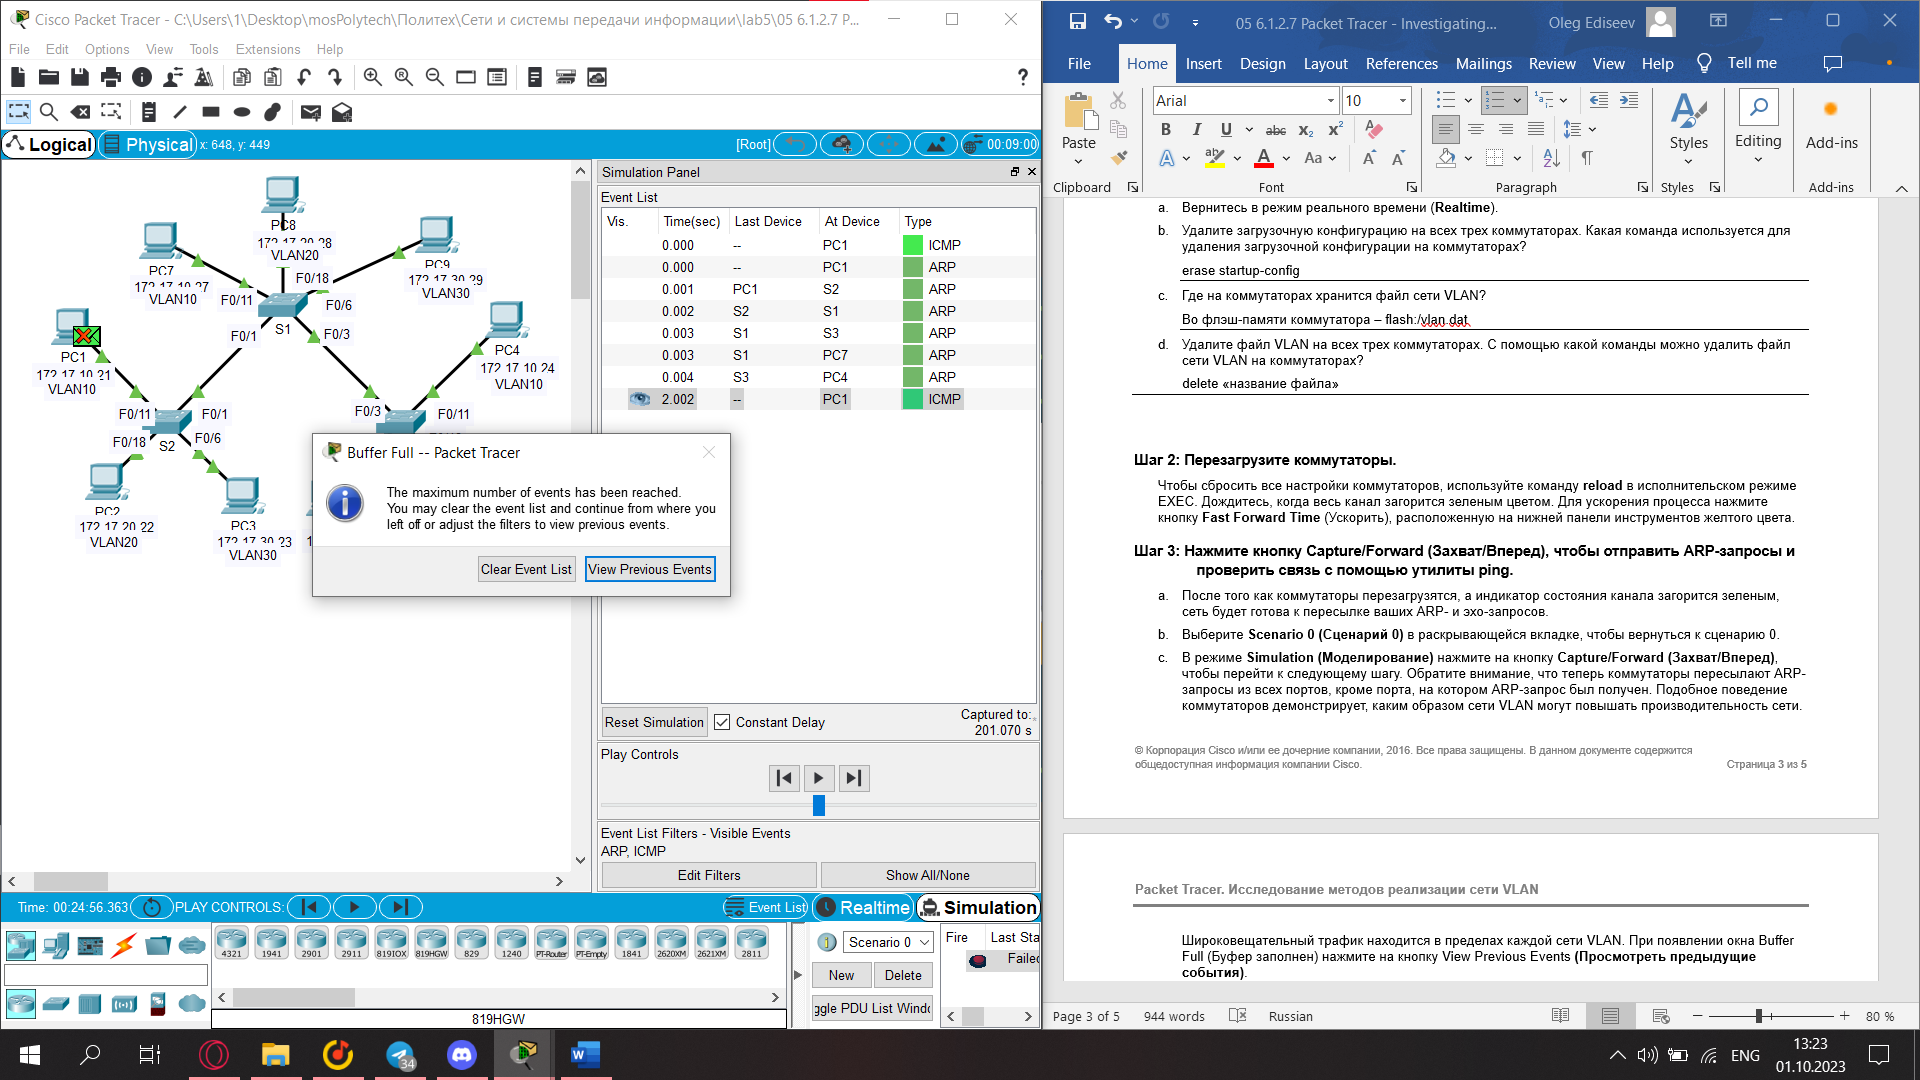 Cisco Packet Tracer - C:\Users\1\Desktop\mosPolytech\Политех\Сети и системы передачи информации\lab5\05 6.1.2.7 P...
File Edit Options View Tools Extensions Help
Logical Physical x: 648, y: 449 [Root] 00:09:00
PC8
172.17.20.28
VLAN20
PC7
172.17.10.27
VLAN10
PC9
172.17.30.29
VLAN30
F0/18
F0/11
F0/6
S1
F0/1
F0/3
PC1
172.17.10.21
VLAN10
PC4
172.17.10.24
VLAN10
F0/11
F0/1
F0/3
F0/11
F0/18
F0/6
S2
PC2
172.17.20.22
VLAN20
PC3
172.17.30.23
VLAN30
Simulation Panel
Event List
Vis. Time(sec) Last Device At Device Type
0.000 -- PC1 ICMP
0.000 -- PC1 ARP
0.001 PC1 S2 ARP
0.002 S2 S1 ARP
0.003 S1 S3 ARP
0.003 S1 PC7 ARP
0.004 S3 PC4 ARP
2.002 -- PC1 ICMP
Buffer Full -- Packet Tracer
The maximum number of events has been reached.
You may clear the event list and continue from where you
left off or adjust the filters to view previous events.
Clear Event List View Previous Events
Reset Simulation Constant Delay Captured to:
201.070 s
Play Controls
Event List Filters - Visible Events
ARP, ICMP
Edit Filters Show All/None
Time: 00:24:56.363 PLAY CONTROLS: Event List Realtime Simulation
4321 1941 2901 2911 819IOX 819HGW 829 1240 PT-Router PT-Empty 1841 2620XM 2621XM 2811
819HGW
Scenario 0
New Delete
ggle PDU List Windo
Fire Last Sta
Failed
05 6.1.2.7 Packet Tracer - Investigating... Oleg Ediseev
File Home Insert Design Layout References Mailings Review View Help Tell me
Paste
Arial 10
Styles Editing Add-ins
Clipboard Font Paragraph Styles Add-ins
a. Вернитесь в режим реального времени (Realtime).
b. Удалите загрузочную конфигурацию на всех трех коммутаторах. Какая команда используется для
удаления загрузочной конфигурации на коммутаторах?
erase startup-config
c. Где на коммутаторах хранится файл сети VLAN?
Во флэш-памяти коммутатора – flash:/vlan.dat
d. Удалите файл VLAN на всех трех коммутаторах. С помощью какой команды можно удалить файл
сети VLAN на коммутаторах?
delete «название файла»
Шаг 2: Перезагрузите коммутаторы.
Чтобы сбросить все настройки коммутаторов, используйте команду reload в исполнительском режиме
EXEC. Дождитесь, когда весь канал загорится зеленым цветом. Для ускорения процесса нажмите
кнопку Fast Forward Time (Ускорить), расположенную на нижней панели инструментов желтого цвета.
Шаг 3: Нажмите кнопку Capture/Forward (Захват/Вперед), чтобы отправить ARP-запросы и
проверить связь с помощью утилиты ping.
a. После того как коммутаторы перезагрузятся, а индикатор состояния канала загорится зеленым,
сеть будет готова к пересылке ваших ARP- и эхо-запросов.
b. Выберите Scenario 0 (Сценарий 0) в раскрывающейся вкладке, чтобы вернуться к сценарию 0.
c. В режиме Simulation (Моделирование) нажмите на кнопку Capture/Forward (Захват/Вперед),
чтобы перейти к следующему шагу. Обратите внимание, что теперь коммутаторы пересылают ARP-
запросы из всех портов, кроме порта, на котором ARP-запрос был получен. Подобное поведение
коммутаторов демонстрирует, каким образом сети VLAN могут повышать производительность сети.
© Корпорация Cisco и/или ее дочерние компании, 2016. Все права защищены. В данном документе содержится
общедоступная информация компании Cisco. Страница 3 из 5
Packet Tracer. Исследование методов реализации сети VLAN
Широковещательный трафик находится в пределах каждой сети VLAN. При появлении окна Buffer
Full (Буфер заполнен) нажмите на кнопку View Previous Events (Просмотреть предыдущие
события).
Page 3 of 5 944 words Russian 80 %
34
ENG 13:23
01.10.2023